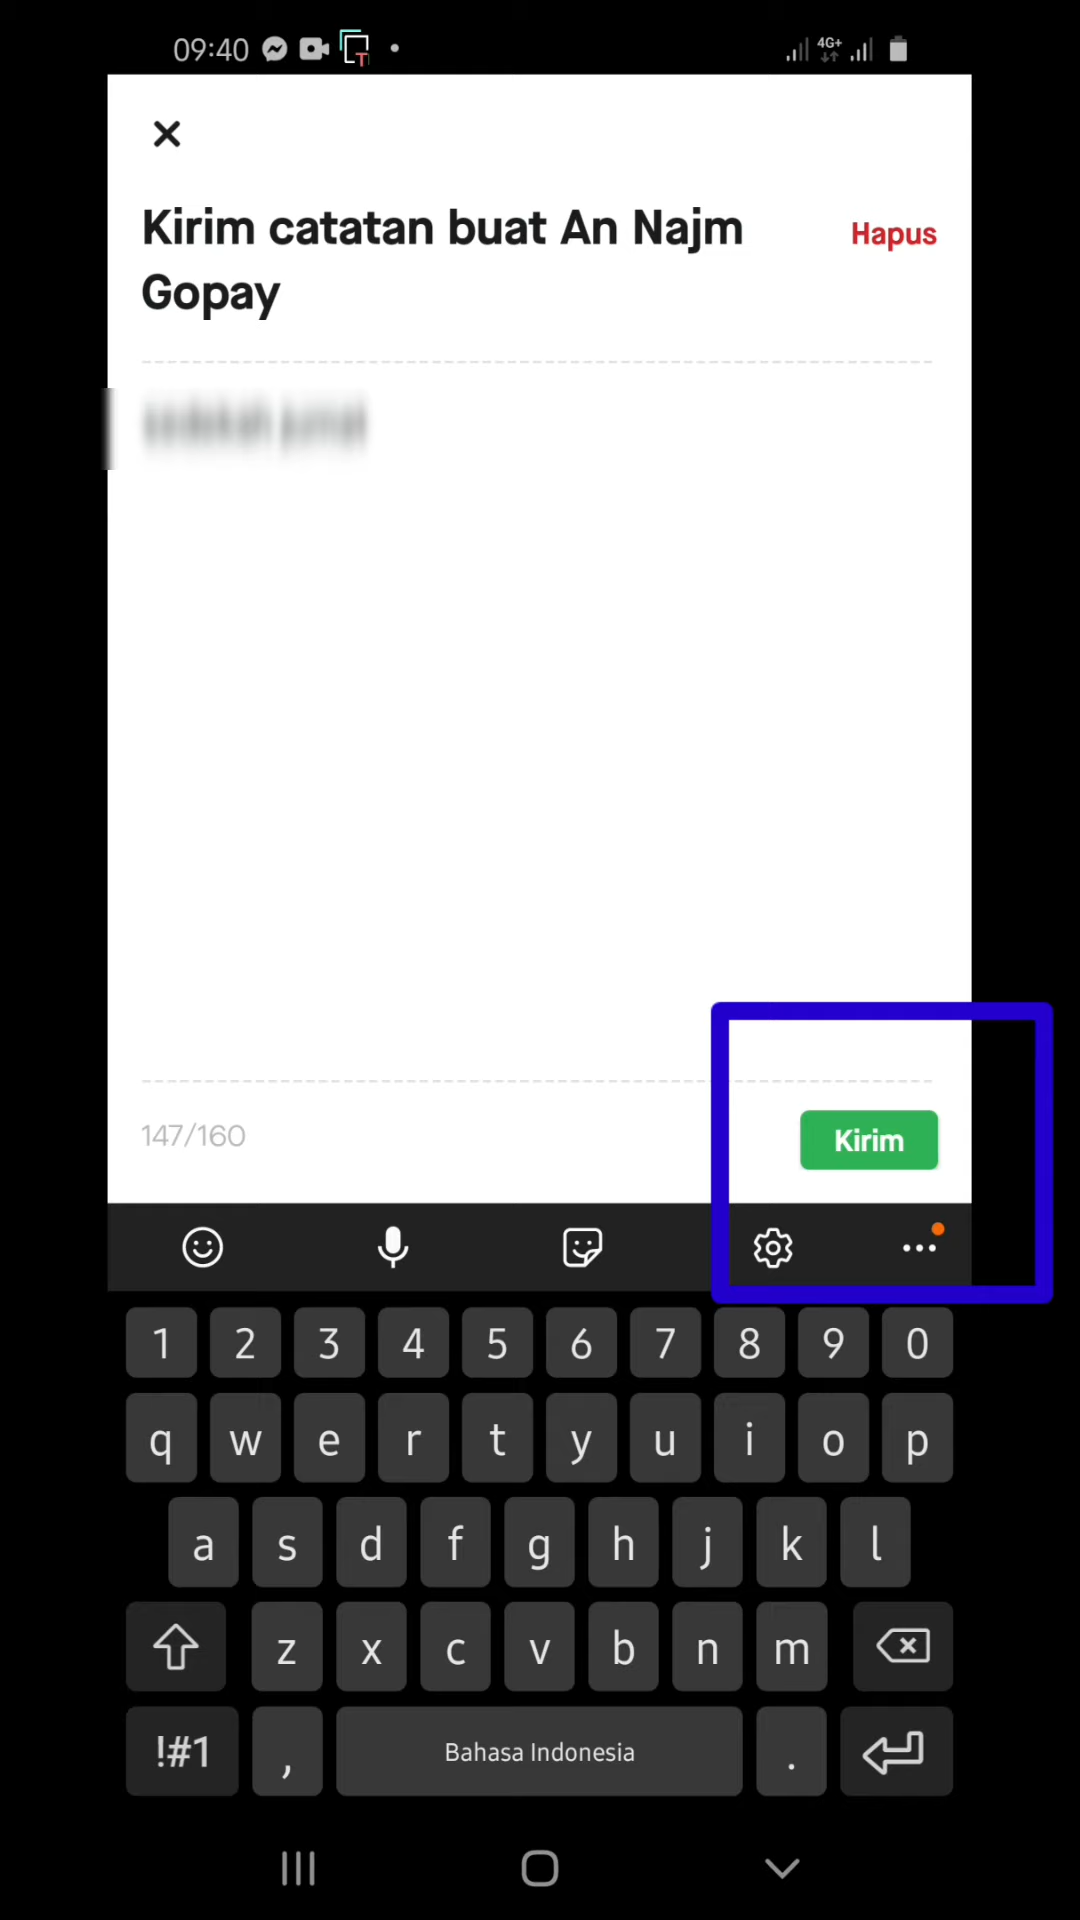 09:40
4G+
Kirim catatan buat An Najm
Gopay
Hapus
147/160
Kirim
1 2 3 4 5 6 7 8 9 0
q w e r t y u i o p
a s d f g h j k l
z x c v b n m
!#1 , Bahasa Indonesia .